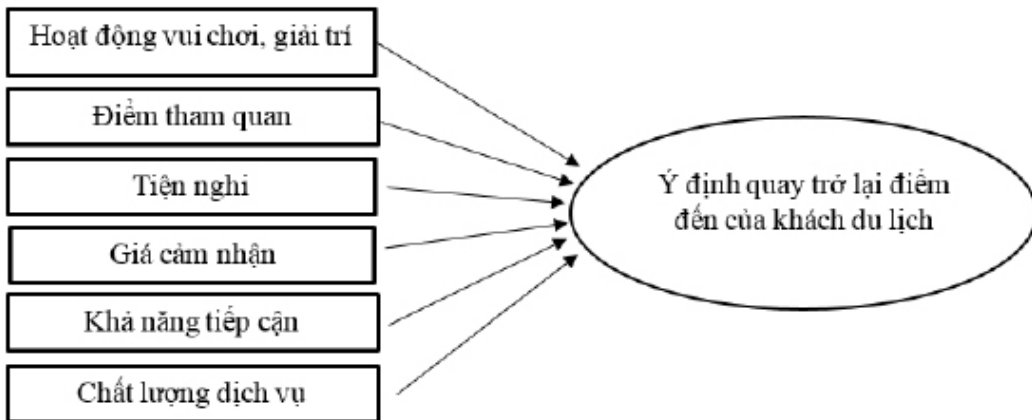 Hoạt động vui chơi, giải trí
Điểm tham quan
Tiện nghi
Giá cảm nhận
Khả năng tiếp cận
Chất lượng dịch vụ
Ý định quay trở lại điểm
đến của khách du lịch